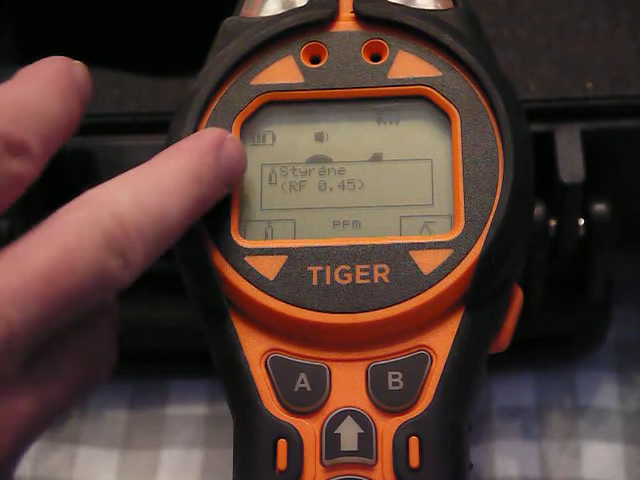 Styrene
(RF 0.45)
PPM
TIGER
A
B